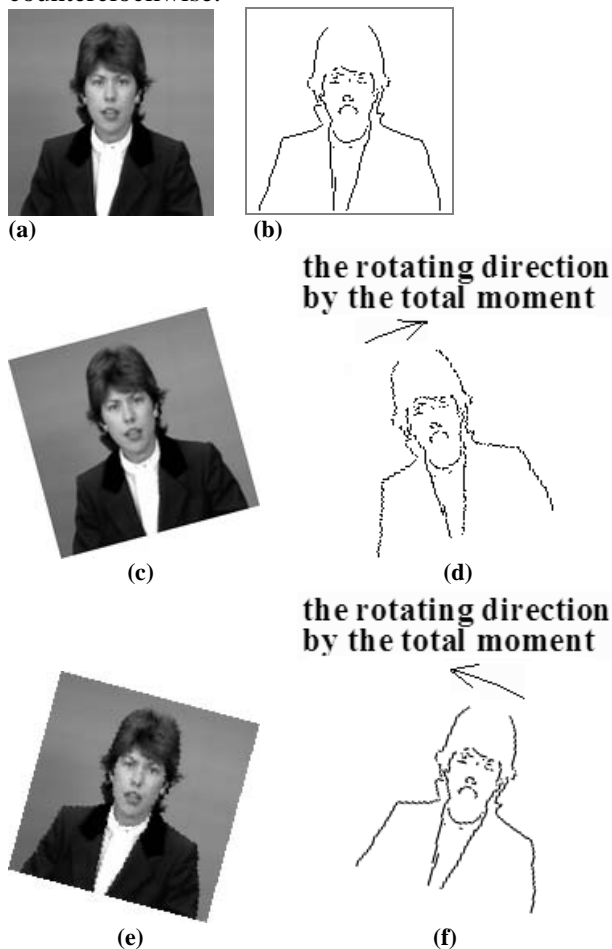 counterclockwise.
(a)
(b)
the rotating direction
by the total moment
(c)
(d)
the rotating direction
by the total moment
(e)
(f)